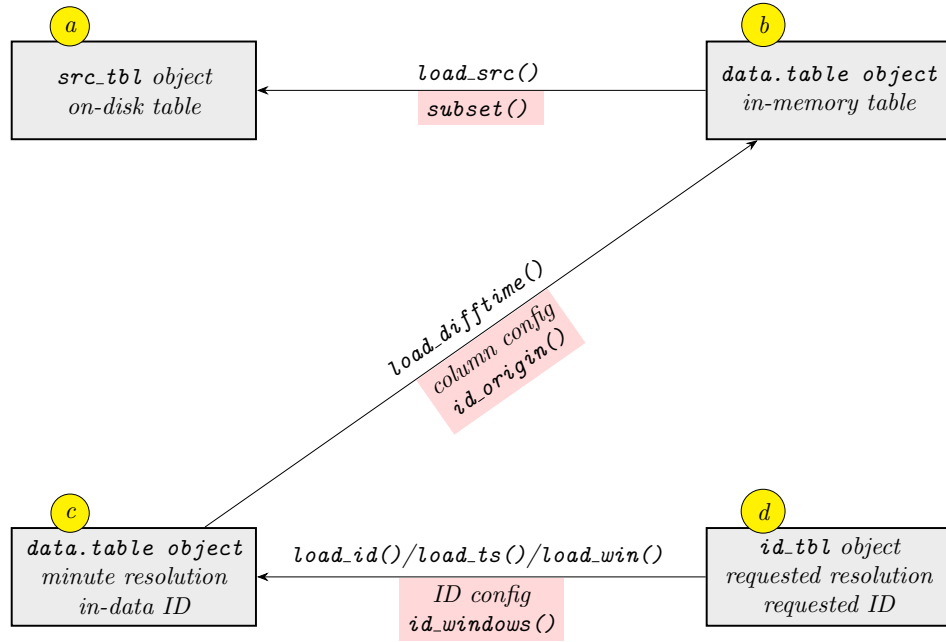 a
src_tbl object
on-disk table
load_src()
subset()
b
data.table object
in-memory table
load_difftime()
column config
id_origin()
c
data.table object
minute resolution
in-data ID
load_id()/load_ts()/load_win()
ID config
id_windows()
d
id_tbl object
requested resolution
requested ID